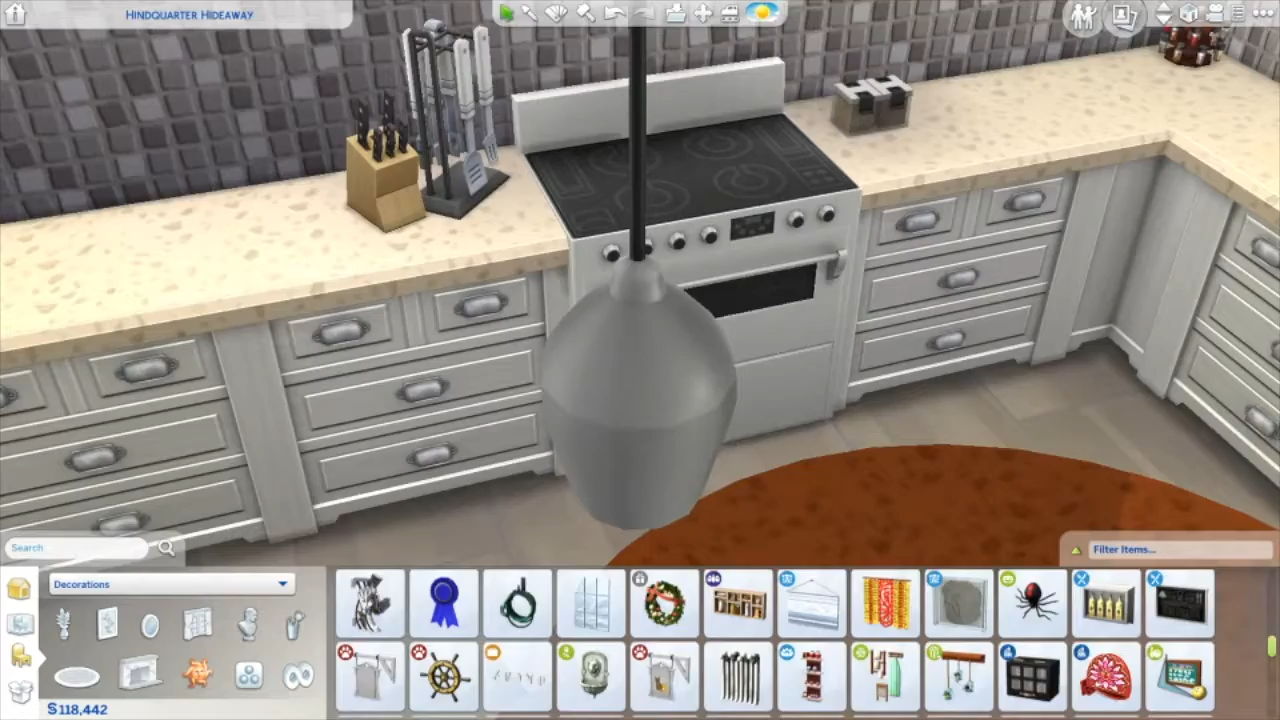 HINDQUARTER HIDEAWAY
Search
Filter Items...
Decorations
§118,442